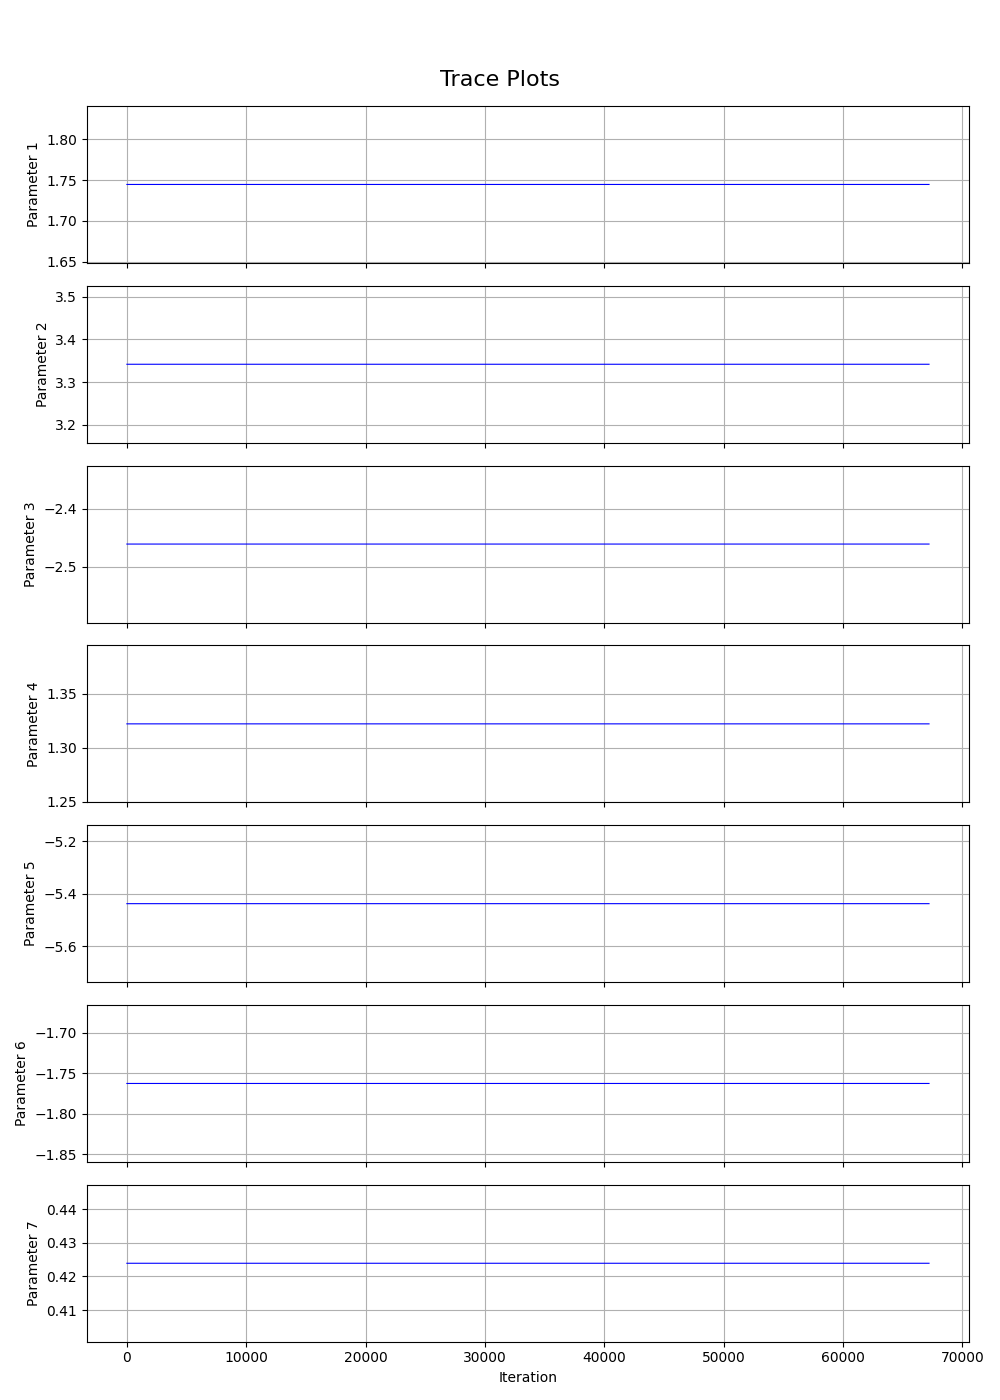 Trace Plots
1.80
1.75
1.70
1.65
Parameter 1
3.5
3.4
3.3
3.2
Parameter 2
−2.4
−2.5
Parameter 3
1.35
1.30
1.25
Parameter 4
−5.2
−5.4
−5.6
Parameter 5
−1.70
−1.75
−1.80
−1.85
Parameter 6
0.44
0.43
0.42
0.41
Parameter 7
0 10000 20000 30000 40000 50000 60000 70000
Iteration